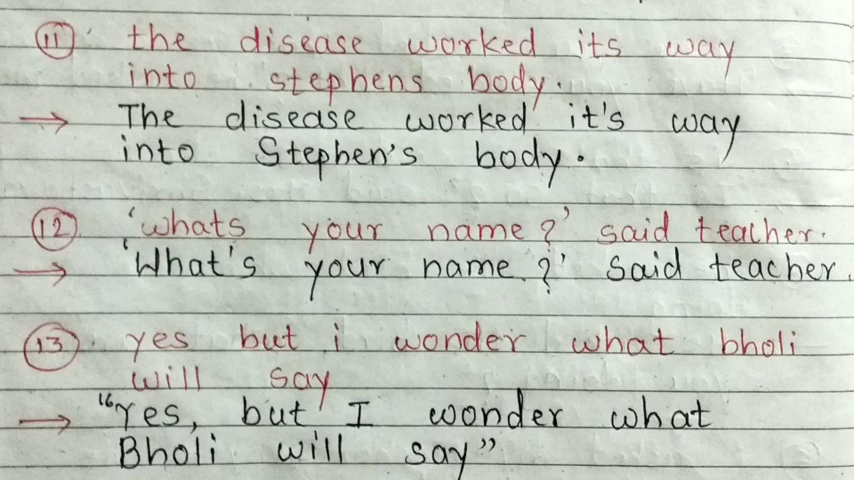 (11) the disease worked its way
into stephens body.
→ The disease worked it's way
into Stephen's body.
(12) 'whats your name?' said teacher.
→ 'What's your name.?' said teacher.
(13) yes but i wonder what bholi
will say
→ "Yes, but I wonder what
Bholi will say"